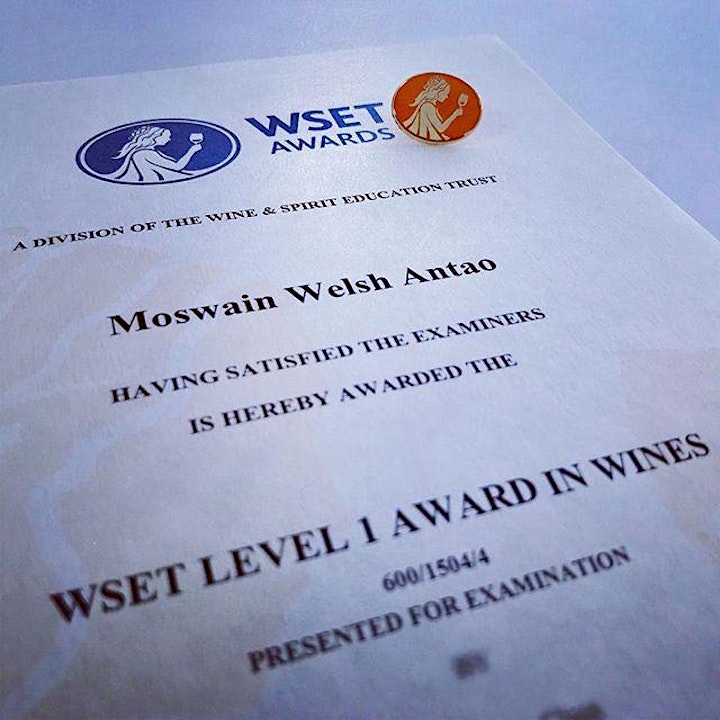 WSET
AWARDS
A DIVISION OF THE WINE & SPIRIT EDUCATION TRUST
Moswain Welsh Antao
HAVING SATISFIED THE EXAMINERS
IS HEREBY AWARDED THE
WSET LEVEL 1 AWARD IN WINES
600/1504/4
PRESENTED FOR EXAMINATION